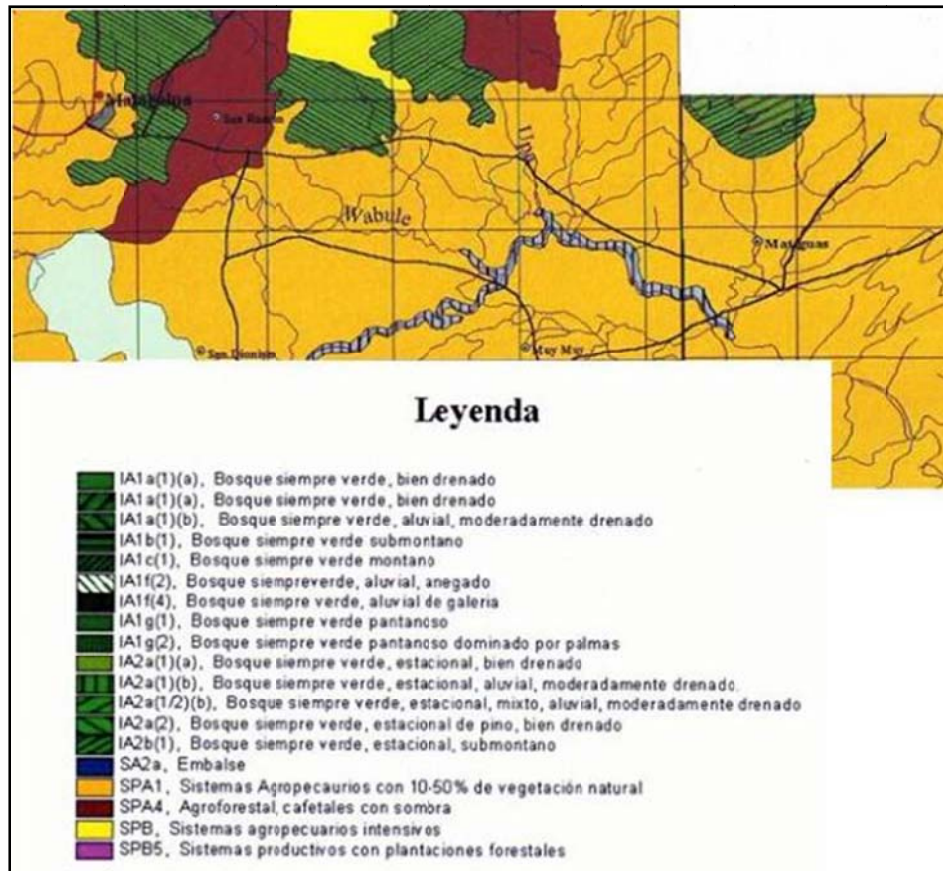 Matagalpa
San Ramon
Wabule
Matiguas
San Dionisio
Muy Muy
Leyenda
IA1a(1)(a), Bosque siempre verde, bien drenado
IA1a(1)(a), Bosque siempre verde, bien drenado
IA1a(1)(b), Bosque siempre verde, aluvial, moderadamente drenado
IA1b(1), Bosque siempre verde submontano
IA1c(1), Bosque siempre verde montano
IA1f(2), Bosque siempreverde, aluvial, anegado
IA1f(4), Bosque siempre verde, aluvial de galeria
IA1g(1), Bosque siempre verde pantanoso
IA1g(2), Bosque siempre verde pantanoso dominado por palmas
IA2a(1)(a), Bosque siempre verde, estacional, bien drenado
IA2a(1)(b), Bosque siempre verde, estacional, aluvial, moderadamente drenado.
IA2a(1/2)(b), Bosque siempre verde, estacional, mixto, aluvial, moderadamente drenado
IA2a(2), Bosque siempre verde, estacional de pino, bien drenado
IA2b(1), Bosque siempre verde, estacional, submontano
SA2a, Embalse
SPA1, Sistemas Agropecaurios con 10-50% de vegetación natural
SPA4, Agroforestal, cafetales con sombra
SPB, Sistemas agropecuarios intensivos
SPB5, Sistemas productivos con plantaciones forestales